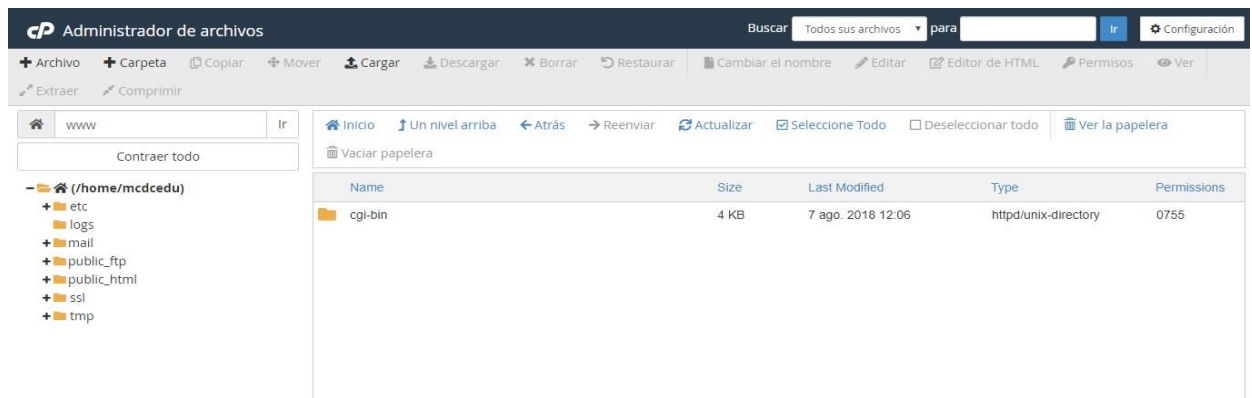 cP Administrador de archivos Buscar Todos sus archivos para Ir Configuración
Archivo Carpeta Copiar Mover Cargar Descargar Borrar Restaurar Cambiar el nombre Editar Editor de HTML Permisos Ver
Extraer Comprimir
www Ir
Contraer todo
(/home/mcdcedu)
etc
logs
mail
public_ftp
public_html
ssl
tmp
Inicio Un nivel arriba Atrás Reenviar Actualizar Seleccione Todo Deseleccionar todo Ver la papelera
Vaciar papelera
Name Size Last Modified Type Permissions
cgi-bin 4 KB 7 ago. 2018 12:06 httpd/unix-directory 0755